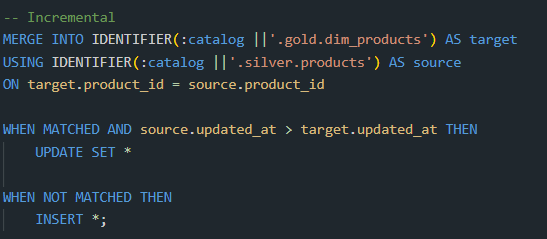 -- Incremental
MERGE INTO IDENTIFIER(:catalog ||'.gold.dim_products') AS target
USING IDENTIFIER(:catalog ||'.silver.products') AS source
ON target.product_id = source.product_id
WHEN MATCHED AND source.updated_at > target.updated_at THEN
UPDATE SET *
WHEN NOT MATCHED THEN
INSERT *;